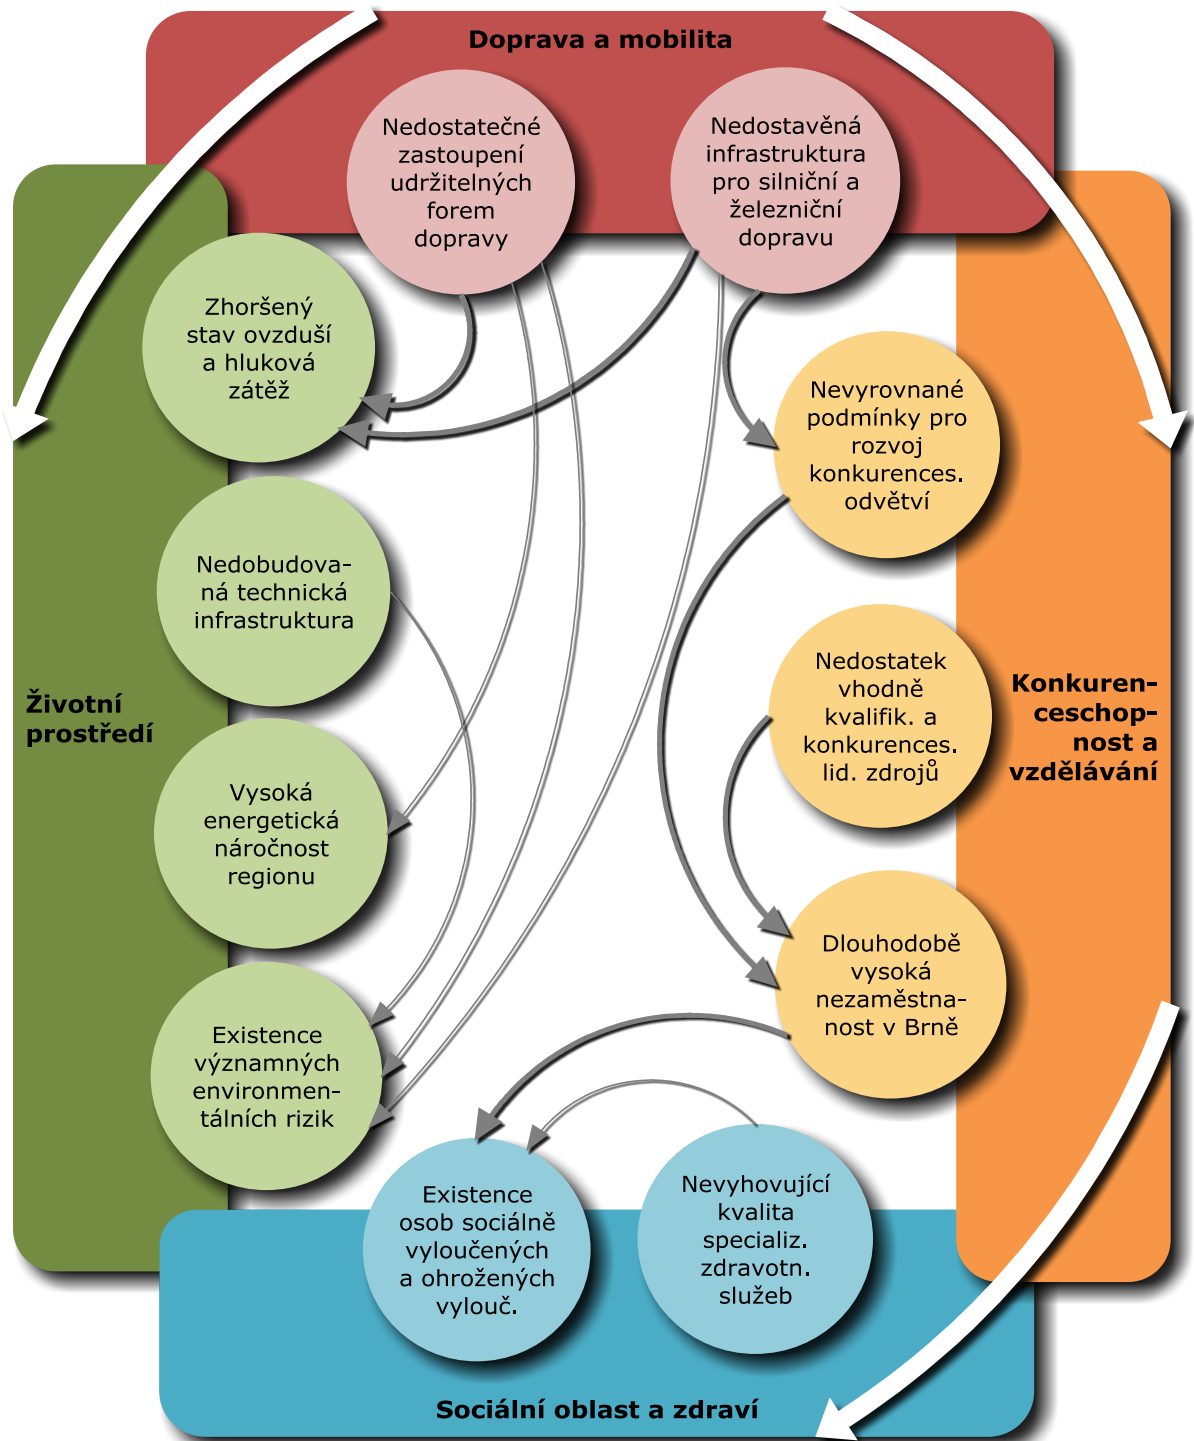 Doprava a mobilita
Nedostatečné
zastoupení
udržitelných
forem
dopravy
Nedostavěná
infrastruktura
pro silniční a
železniční
dopravu
Zhoršený
stav ovzduší
a hluková
zátěž
Nevyrovnané
podmínky pro
rozvoj
konkurences.
odvětví
Nedobudova-
ná technická
infrastruktura
Nedostatek
vhodně
kvalifik. a
konkurences.
lid. zdrojů
Životní
prostředí
Konkuren-
ceschop-
nost a
vzdělávání
Vysoká
energetická
náročnost
regionu
Dlouhodobě
vysoká
nezaměstna-
nost v Brně
Existence
významných
environmen-
tálních rizik
Existence
osob sociálně
vyloučených
a ohrožených
vylouč.
Nevyhovující
kvalita
specializ.
zdravotn.
služeb
Sociální oblast a zdraví